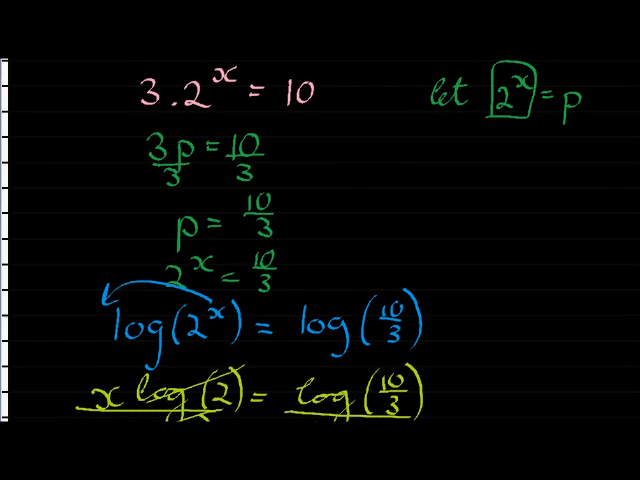 3.2^x = 10
let 2^x = p
3p/3 = 10/3
p = 10/3
2^x = 10/3
log(2^x) = log(10/3)
x log(2) = log(10/3)